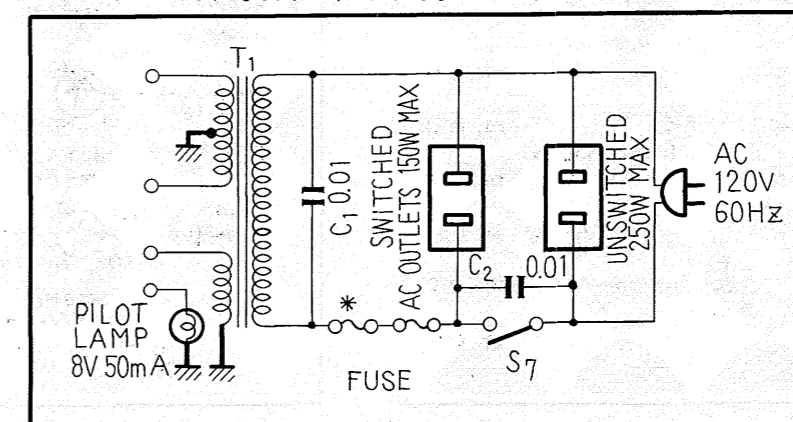 T1
C1 0.01
SWITCHED
AC OUTLETS 150W MAX
UNSWITCHED
250W MAX
AC
120V
60Hz
C2 0.01
*
PILOT
LAMP
8V 50mA
FUSE
S7